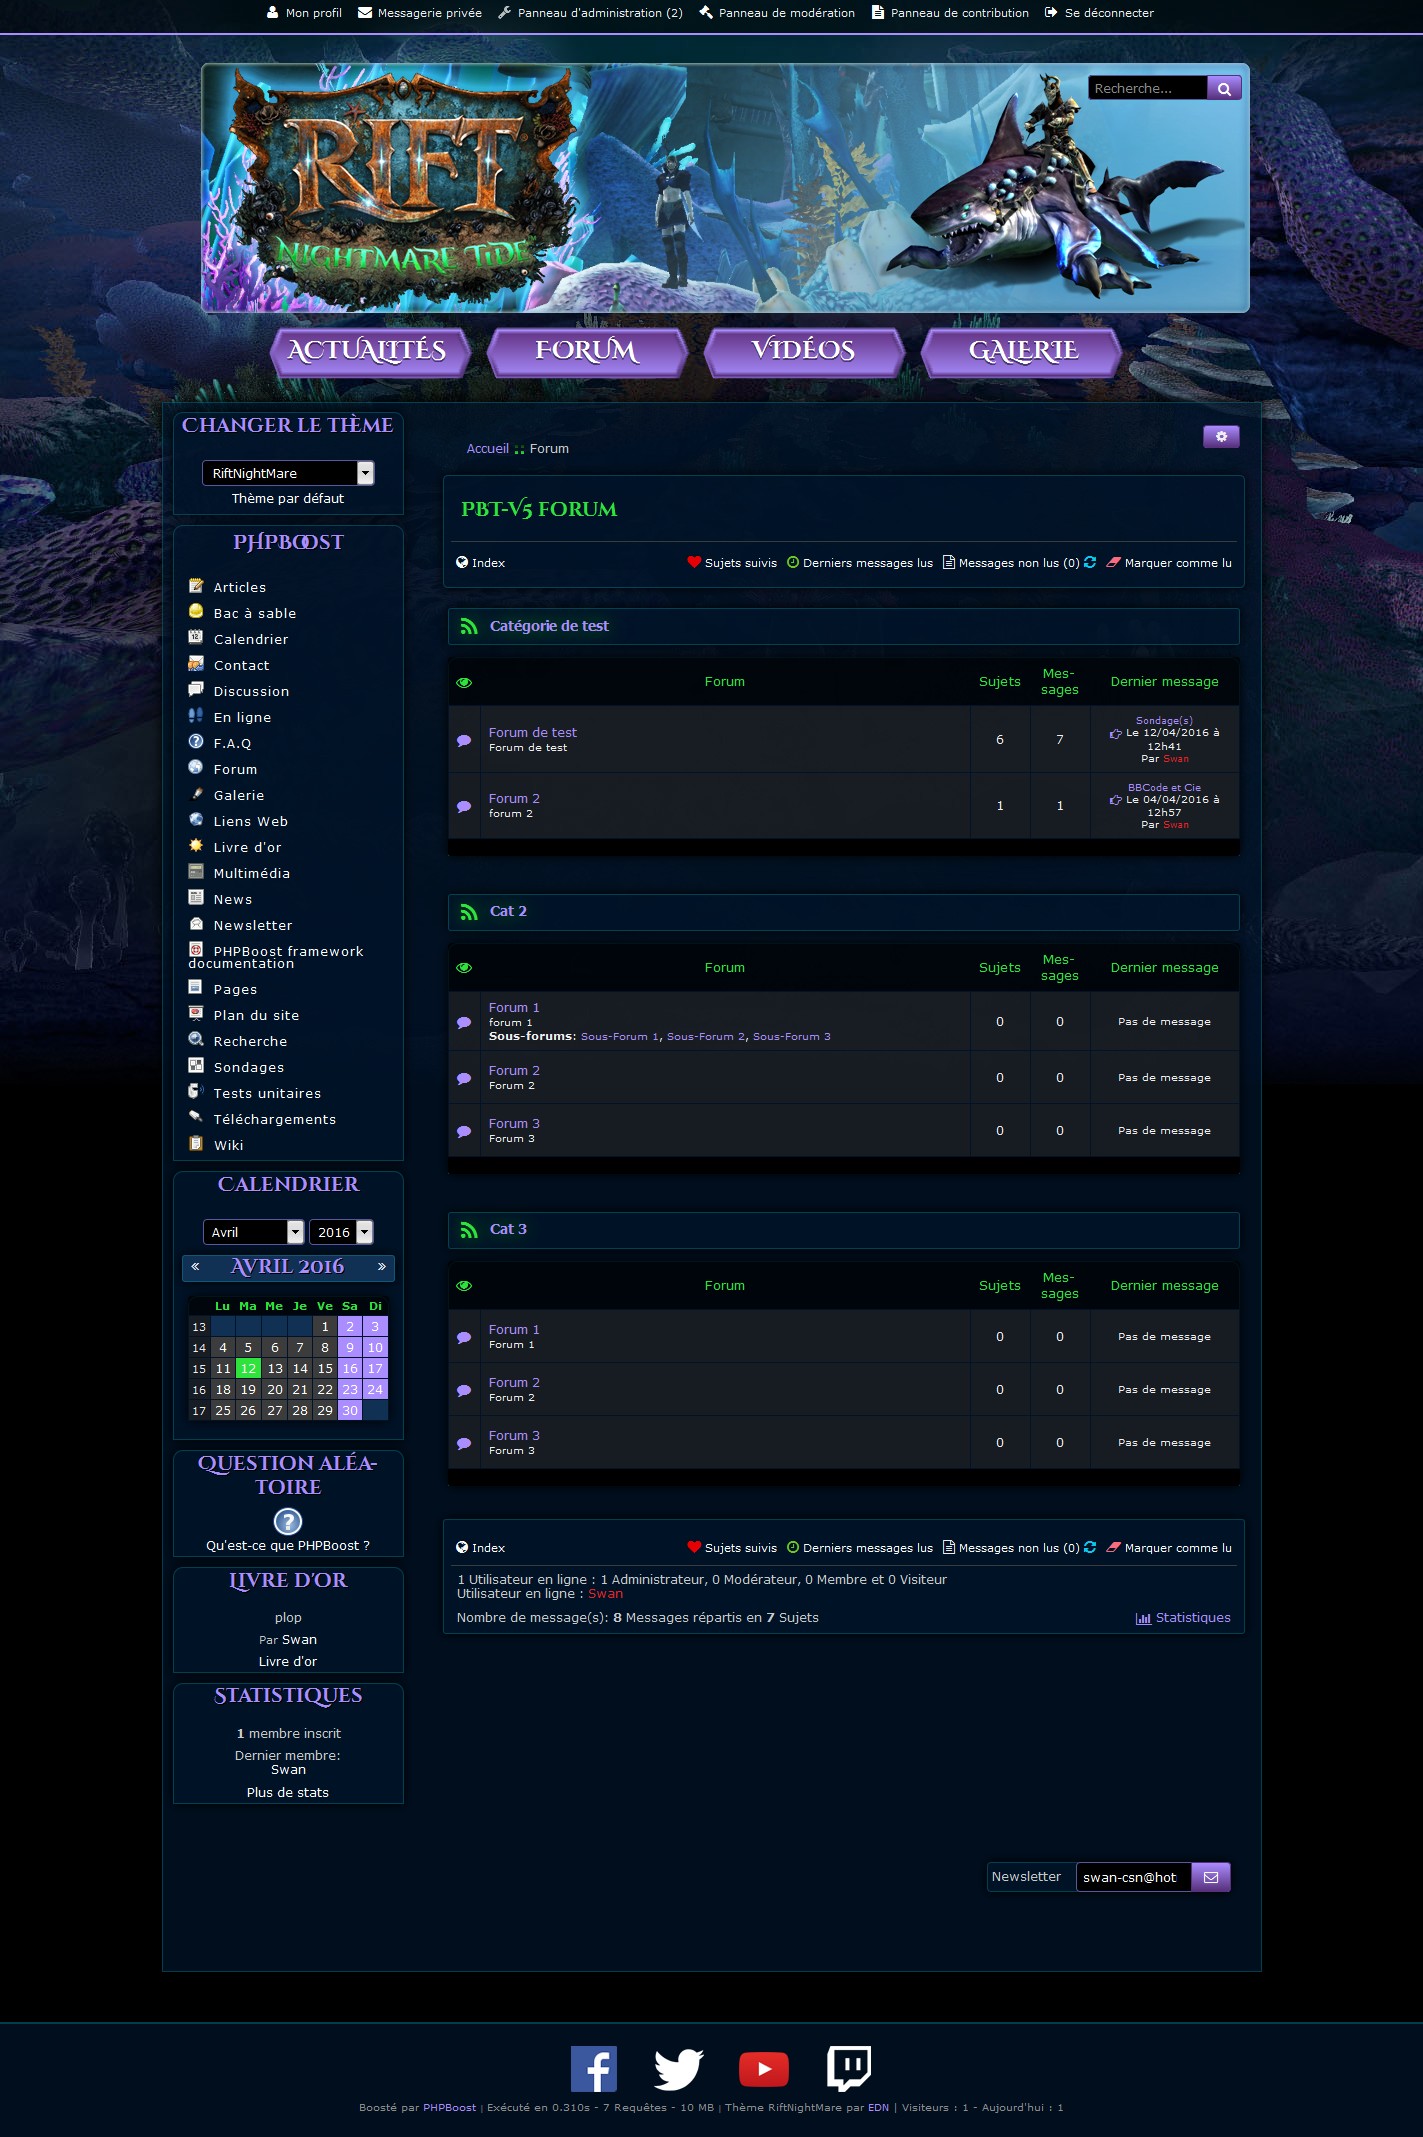 Mon profil Messagerie privée Panneau d'administration (2) Panneau de modération Panneau de contribution Se déconnecter
Recherche...
RIFT
NIGHTMARE TIDE
ACTUALITÉS FORUM VIDÉOS GALERIE
CHANGER LE THÈME
RiftNightMare
Thème par défaut
PHPBOOST
Articles
Bac à sable
Calendrier
Contact
Discussion
En ligne
F.A.Q
Forum
Galerie
Liens Web
Livre d'or
Multimédia
News
Newsletter
PHPBoost framework
documentation
Pages
Plan du site
Recherche
Sondages
Tests unitaires
Téléchargements
Wiki
CALENDRIER
Avril 2016
« AVRIL 2016 »
Lu Ma Me Je Ve Sa Di
13 1 2 3
14 4 5 6 7 8 9 10
15 11 12 13 14 15 16 17
16 18 19 20 21 22 23 24
17 25 26 27 28 29 30
QUESTION ALÉA-
TOIRE
?
Qu'est-ce que PHPBoost ?
LIVRE D'OR
plop
Par Swan
Livre d'or
STATISTIQUES
1 membre inscrit
Dernier membre:
Swan
Plus de stats
Accueil :: Forum
PBT-V5 FORUM
Index Sujets suivis Derniers messages lus Messages non lus (0) Marquer comme lu
Catégorie de test
Forum Sujets Mes-
sages Dernier message
Forum de test
Forum de test
6 7
Sondage(s)
Le 12/04/2016 à
12h41
Par Swan
Forum 2
forum 2
1 1
BBCode et Cie
Le 04/04/2016 à
12h57
Par Swan
Cat 2
Forum Sujets Mes-
sages Dernier message
Forum 1
forum 1
Sous-forums: Sous-Forum 1, Sous-Forum 2, Sous-Forum 3
0 0 Pas de message
Forum 2
Forum 2
0 0 Pas de message
Forum 3
Forum 3
0 0 Pas de message
Cat 3
Forum Sujets Mes-
sages Dernier message
Forum 1
Forum 1
0 0 Pas de message
Forum 2
Forum 2
0 0 Pas de message
Forum 3
Forum 3
0 0 Pas de message
Index Sujets suivis Derniers messages lus Messages non lus (0) Marquer comme lu
1 Utilisateur en ligne : 1 Administrateur, 0 Modérateur, 0 Membre et 0 Visiteur
Utilisateur en ligne : Swan
Nombre de message(s): 8 Messages répartis en 7 Sujets Statistiques
Newsletter swan-csn@hot
Boosté par PHPBoost | Exécuté en 0.310s - 7 Requêtes - 10 MB | Thème RiftNightMare par EDN | Visiteurs : 1 - Aujourd'hui : 1